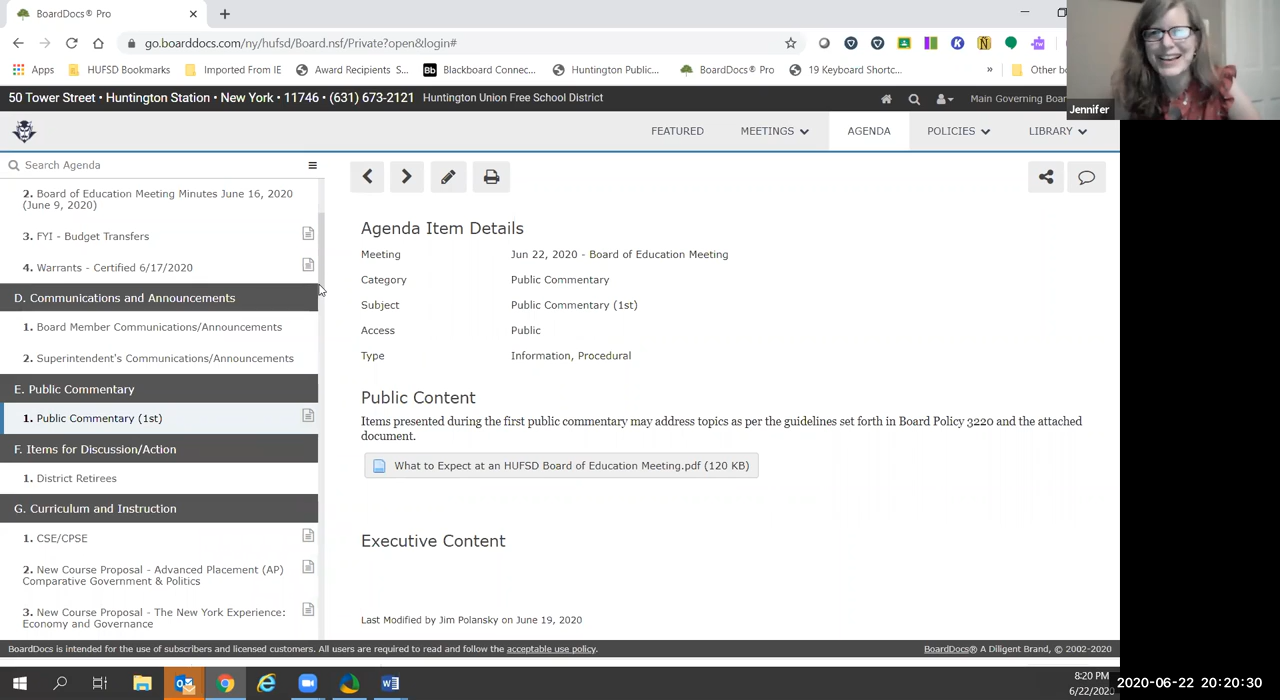 BoardDocs® Pro
go.boarddocs.com/ny/hufsd/Board.nsf/Private?open&login#
Apps HUFSD Bookmarks Imported From IE Award Recipients S... Bb Blackboard Connec... Huntington Public... BoardDocs® Pro 19 Keyboard Shortc... » Other bo
50 Tower Street • Huntington Station • New York • 11746 • (631) 673-2121 Huntington Union Free School District Main Governing Boar
Jennifer
FEATURED MEETINGS AGENDA POLICIES LIBRARY
Search Agenda
2. Board of Education Meeting Minutes June 16, 2020
(June 9, 2020)
3. FYI - Budget Transfers
4. Warrants - Certified 6/17/2020
D. Communications and Announcements
1. Board Member Communications/Announcements
2. Superintendent's Communications/Announcements
E. Public Commentary
1. Public Commentary (1st)
F. Items for Discussion/Action
1. District Retirees
G. Curriculum and Instruction
1. CSE/CPSE
2. New Course Proposal - Advanced Placement (AP)
Comparative Government & Politics
3. New Course Proposal - The New York Experience:
Economy and Governance
Agenda Item Details
Meeting Jun 22, 2020 - Board of Education Meeting
Category Public Commentary
Subject Public Commentary (1st)
Access Public
Type Information, Procedural
Public Content
Items presented during the first public commentary may address topics as per the guidelines set forth in Board Policy 3220 and the attached
document.
What to Expect at an HUFSD Board of Education Meeting.pdf (120 KB)
Executive Content
Last Modified by Jim Polansky on June 19, 2020
BoardDocs is intended for the use of subscribers and licensed customers. All users are required to read and follow the acceptable use policy. BoardDocs® A Diligent Brand, © 2002-2020
8:20 PM
6/22/2020
2020-06-22 20:20:30